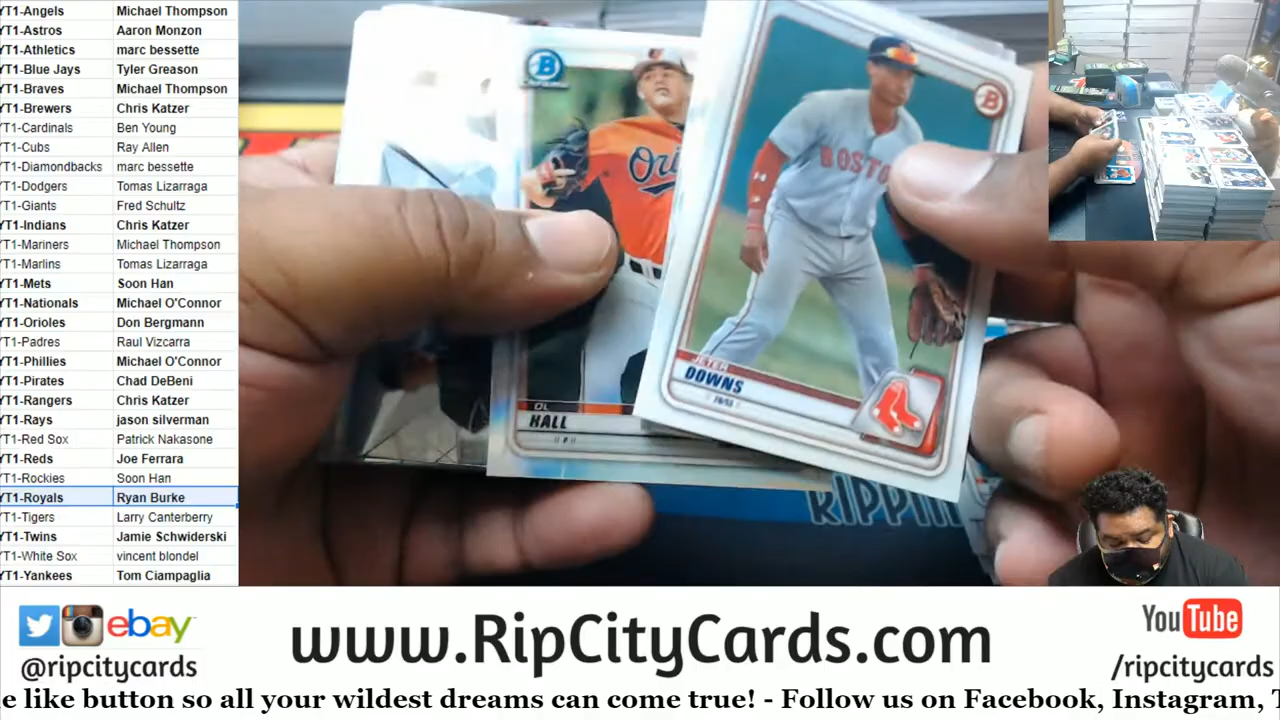 YT1-Angels Michael Thompson
YT1-Astros Aaron Monzon
YT1-Athletics marc bessette
YT1-Blue Jays Tyler Greason
YT1-Braves Michael Thompson
YT1-Brewers Chris Katzer
YT1-Cardinals Ben Young
YT1-Cubs Ray Allen
YT1-Diamondbacks marc bessette
YT1-Dodgers Tomas Lizarraga
YT1-Giants Fred Schultz
YT1-Indians Chris Katzer
YT1-Mariners Michael Thompson
YT1-Marlins Tomas Lizarraga
YT1-Mets Soon Han
YT1-Nationals Michael O'Connor
YT1-Orioles Don Bergmann
YT1-Padres Raul Vizcarra
YT1-Phillies Michael O'Connor
YT1-Pirates Chad DeBeni
YT1-Rangers Chris Katzer
YT1-Rays jason silverman
YT1-Red Sox Patrick Nakasone
YT1-Reds Joe Ferrara
YT1-Rockies Soon Han
YT1-Royals Ryan Burke
YT1-Tigers Larry Canterberry
YT1-Twins Jamie Schwiderski
YT1-White Sox vincent blondel
YT1-Yankees Tom Ciampaglia
B
Ori
DL
HALL
B
BOSTO
JETER
DOWNS
RIPPIN
ebay
@ripcitycards
www.RipCityCards.com
YouTube
/ripcitycards
e like button so all your wildest dreams can come true! - Follow us on Facebook, Instagram, T